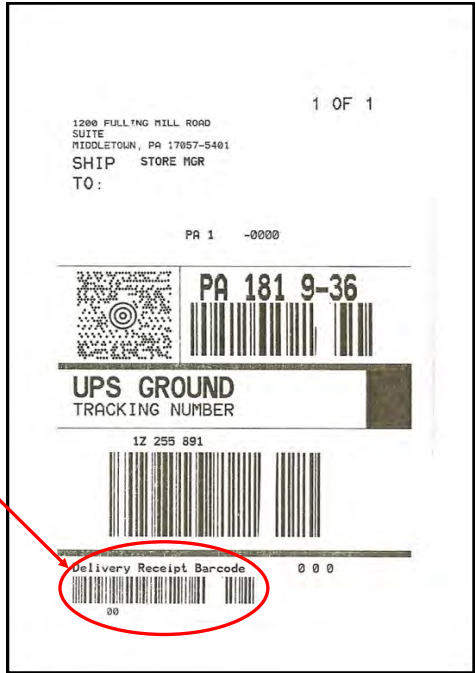 1 OF 1
1200 FULLING MILL ROAD
SUITE
MIDDLETOWN, PA 17057-5401
SHIP STORE MGR
TO:
PA 1 -0000
PA 181 9-36
UPS GROUND
TRACKING NUMBER
1Z 255 891
Delivery Receipt Barcode 0 0 0
00